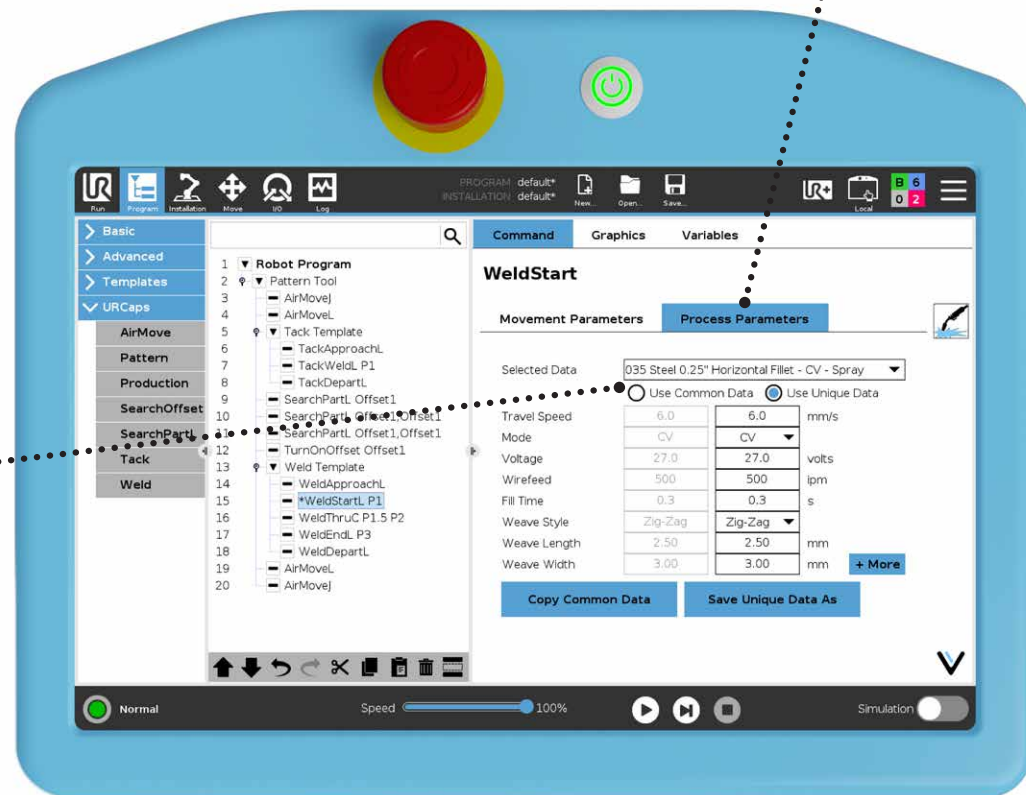 UR
UR+
PROGRAM default*
INSTALLATION default*
B 6
0 2
Run Program Installation Move I/O Log New... Open... Save... Local
Basic
Advanced
Templates
URCaps
AirMove
Pattern
Production
SearchOffset
SearchPartL
Tack
Weld
1 Robot Program
2 Pattern Tool
3 AirMoveJ
4 AirMoveL
5 Tack Template
6 TackApproachL
7 TackWeldL P1
8 TackDepartL
9 SearchPartL Offset1
10 SearchPartL Offset1,Offset1
11 SearchPartL Offset1,Offset1
12 TurnOnOffset Offset1
13 Weld Template
14 WeldApproachL
15 *WeldStartL P1
16 WeldThruC P1.5 P2
17 WeldEndL P3
18 WeldDepartL
19 AirMoveL
20 AirMoveJ
Command Graphics Variables
WeldStart
Movement Parameters Process Parameters
Selected Data 035 Steel 0.25" Horizontal Fillet - CV - Spray
Use Common Data Use Unique Data
Travel Speed 6.0 6.0 mm/s
Mode CV CV
Voltage 27.0 27.0 volts
Wirefeed 500 500 ipm
Fill Time 0.3 0.3 s
Weave Style Zig-Zag Zig-Zag
Weave Length 2.50 2.50 mm
Weave Width 3.00 3.00 mm + More
Copy Common Data Save Unique Data As
Normal Speed 100% Simulation